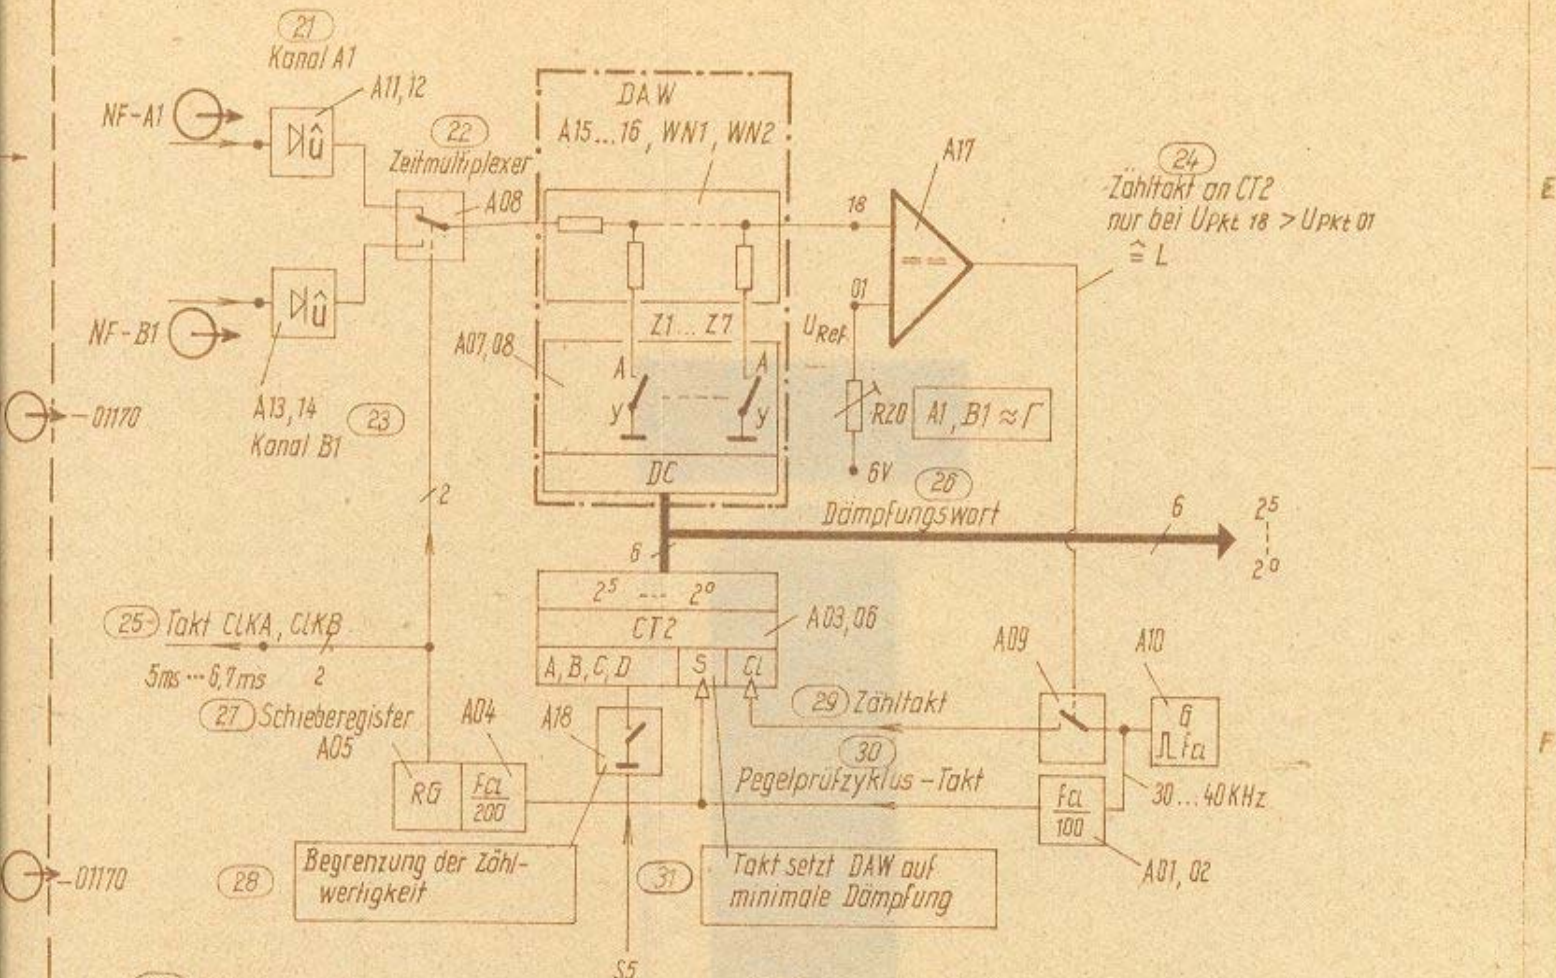 21
Kanal A1
A11,12
NF-A1
22
Zeitmultiplexer
A08
DAW
A15...16, WN1, WN2
A17
18
01
24
Zähltakt an CT2
nur bei UPkt 18 > UPkt 01
≙ L
E
NF-B1
A13,14
Kanal B1
23
A07,08
Z1...Z7
A
A
y
y
DC
URef
R20
A1, B1 ≈ Γ
6V
01170
2
26
Dämpfungswort
6
6
2⁵
2⁰
2⁵ --- 2⁰
CT2
A03,06
A,B,C,D
S
Cl
25
Takt ClKA, ClKB
5ms...6,7ms
2
27
Schieberegister
A05
A04
A18
RG
fcl
200
29
Zähltakt
A09
A10
G
fcl
30
Pegelprüfzyklus-Takt
30...40KHz
fcl
100
A01,02
F
28
Begrenzung der Zähl-
wertigkeit
31
Takt setzt DAW auf
minimale Dämpfung
01170
S5